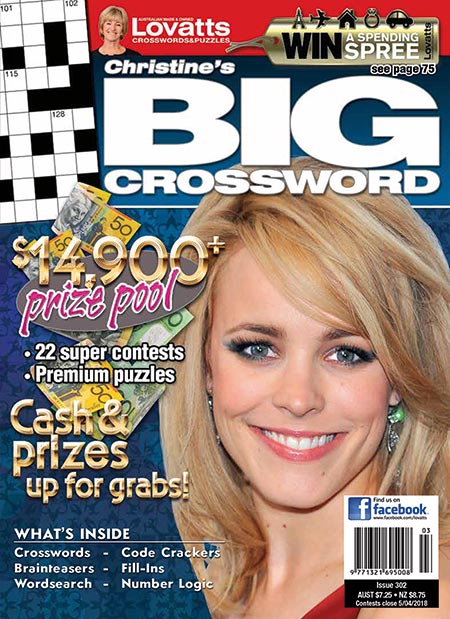 101
102
115
128
AUSTRALIAN MADE & OWNED
Lovatts
CROSSWORDS&PUZZLES
WIN A SPENDING SPREE
Lovatts
see page 75
Christine's
BIG
CROSSWORD
$14,900+
prize pool
• 22 super contests
• Premium puzzles
Cash &
prizes
up for grabs!
WHAT'S INSIDE
Crosswords - Code Crackers
Brainteasers - Fill-Ins
Wordsearch - Number Logic
Find us on
facebook
www.facebook.com/lovatts
03
9 771321 695008
Issue 302
AUST $7.25 • NZ $8.75
Contests close 5/04/2018
50
50